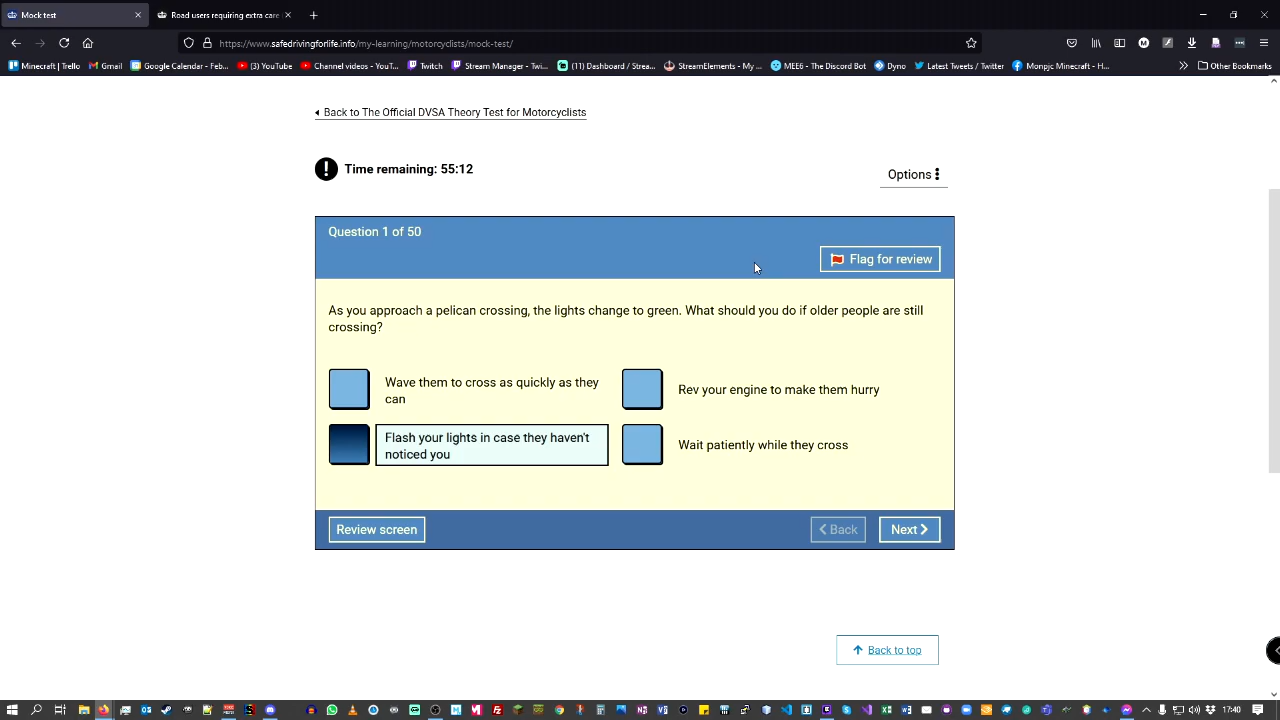 Mock test
Road users requiring extra care
https://www.safedrivingforlife.info/my-learning/motorcyclists/mock-test/
Minecraft | Trello
Gmail
Google Calendar - Feb...
(3) YouTube
Channel videos - YouT...
Twitch
Stream Manager - Twi...
(11) Dashboard / Strea...
StreamElements - My ...
MEE6 - The Discord Bot
Dyno
Latest Tweets / Twitter
Monpjc Minecraft - H...
Other Bookmarks
Back to The Official DVSA Theory Test for Motorcyclists
Time remaining: 55:12
Options
Question 1 of 50
Flag for review
As you approach a pelican crossing, the lights change to green. What should you do if older people are still
crossing?
Wave them to cross as quickly as they
can
Rev your engine to make them hurry
Flash your lights in case they haven't
noticed you
Wait patiently while they cross
Review screen
Back
Next
Back to top
17:40